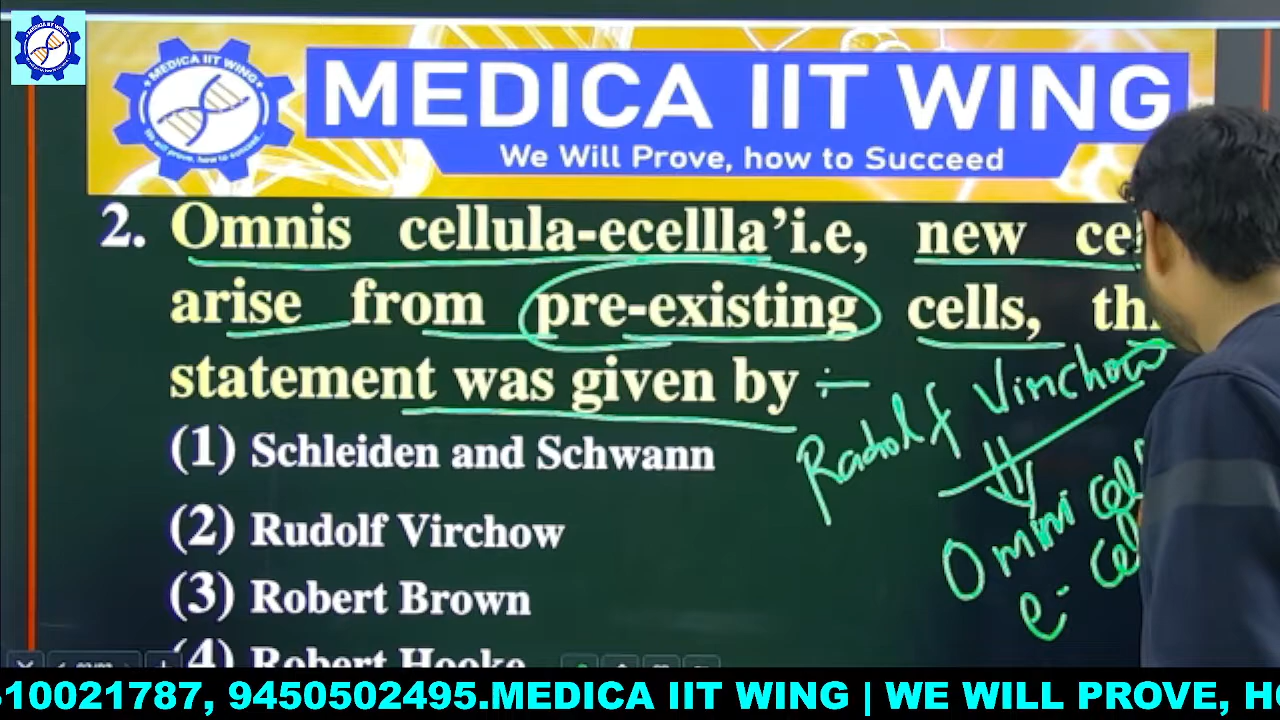 MEDICA IIT WING
MEDICA IIT WING
We Will Prove, how to Succeed
2. Omnis cellula-ecellla’i.e, new
arise from pre-existing cells,
statement was given by :-
(1) Schleiden and Schwann
(2) Rudolf Virchow
(3) Robert Brown
(4) Robert Hooke
Radolf Virchow
Omini
e-
10021787, 9450502495.MEDICA IIT WING | WE WILL PROVE,